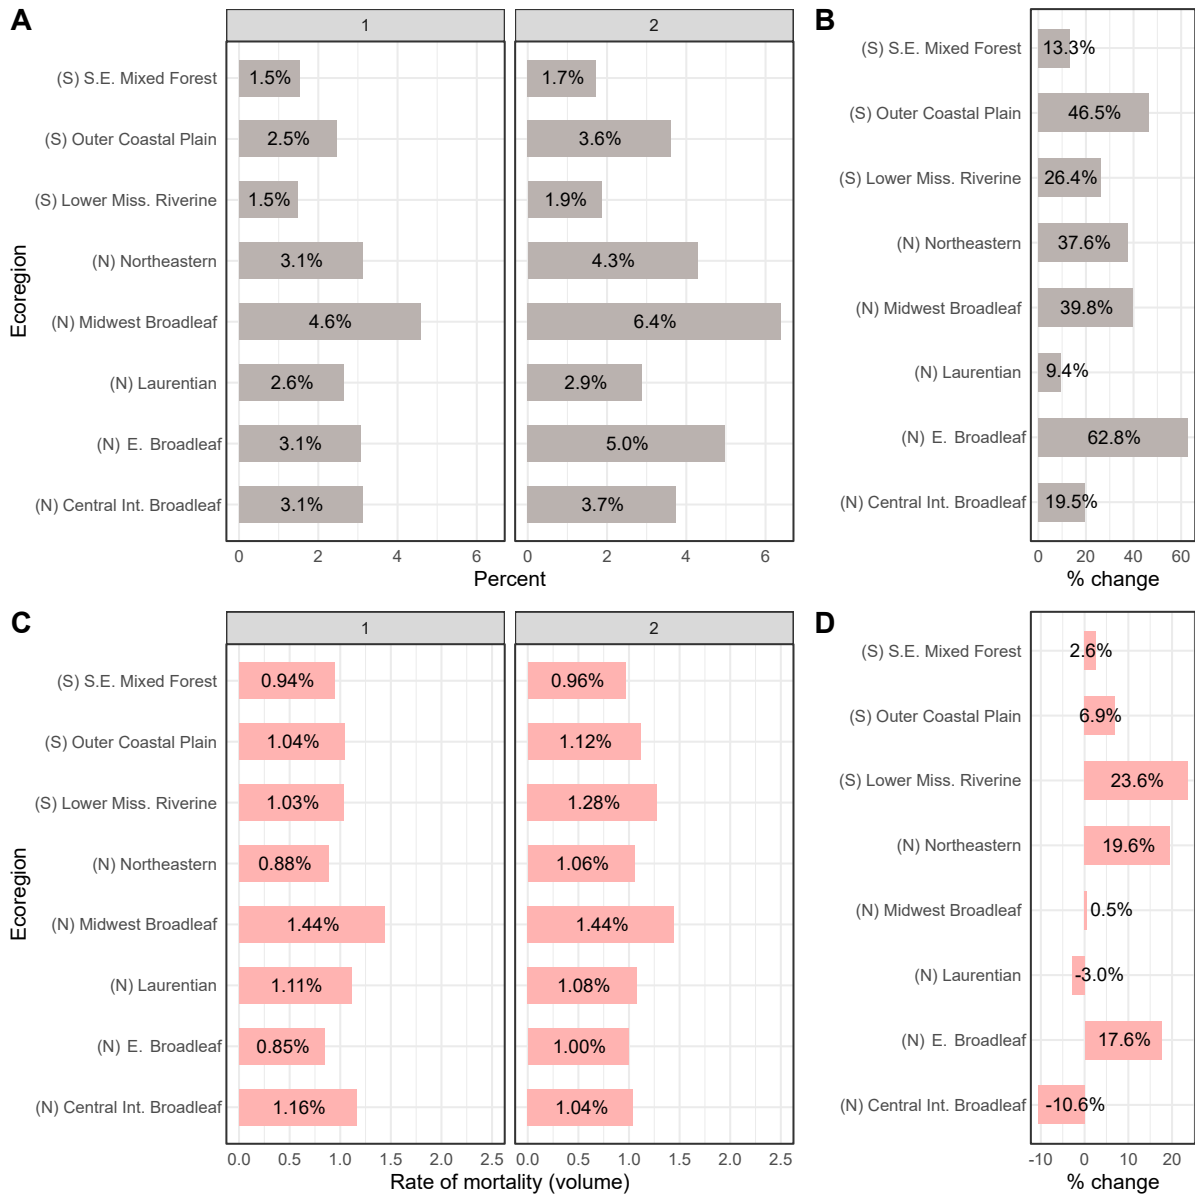 A
1
2
(S) S.E. Mixed Forest
1.5%
1.7%
(S) Outer Coastal Plain
2.5%
3.6%
(S) Lower Miss. Riverine
1.5%
1.9%
(N) Northeastern
3.1%
4.3%
(N) Midwest Broadleaf
4.6%
6.4%
(N) Laurentian
2.6%
2.9%
(N) E. Broadleaf
3.1%
5.0%
(N) Central Int. Broadleaf
3.1%
3.7%
Ecoregion
0 2 4 6
0 2 4 6
Percent
B
(S) S.E. Mixed Forest
13.3%
(S) Outer Coastal Plain
46.5%
(S) Lower Miss. Riverine
26.4%
(N) Northeastern
37.6%
(N) Midwest Broadleaf
39.8%
(N) Laurentian
9.4%
(N) E. Broadleaf
62.8%
(N) Central Int. Broadleaf
19.5%
0 20 40 60
% change
C
1
2
(S) S.E. Mixed Forest
0.94%
0.96%
(S) Outer Coastal Plain
1.04%
1.12%
(S) Lower Miss. Riverine
1.03%
1.28%
(N) Northeastern
0.88%
1.06%
(N) Midwest Broadleaf
1.44%
1.44%
(N) Laurentian
1.11%
1.08%
(N) E. Broadleaf
0.85%
1.00%
(N) Central Int. Broadleaf
1.16%
1.04%
Ecoregion
0.0 0.5 1.0 1.5 2.0 2.5
0.0 0.5 1.0 1.5 2.0 2.5
Rate of mortality (volume)
D
(S) S.E. Mixed Forest
2.6%
(S) Outer Coastal Plain
6.9%
(S) Lower Miss. Riverine
23.6%
(N) Northeastern
19.6%
(N) Midwest Broadleaf
0.5%
(N) Laurentian
-3.0%
(N) E. Broadleaf
17.6%
(N) Central Int. Broadleaf
-10.6%
-10 0 10 20
% change